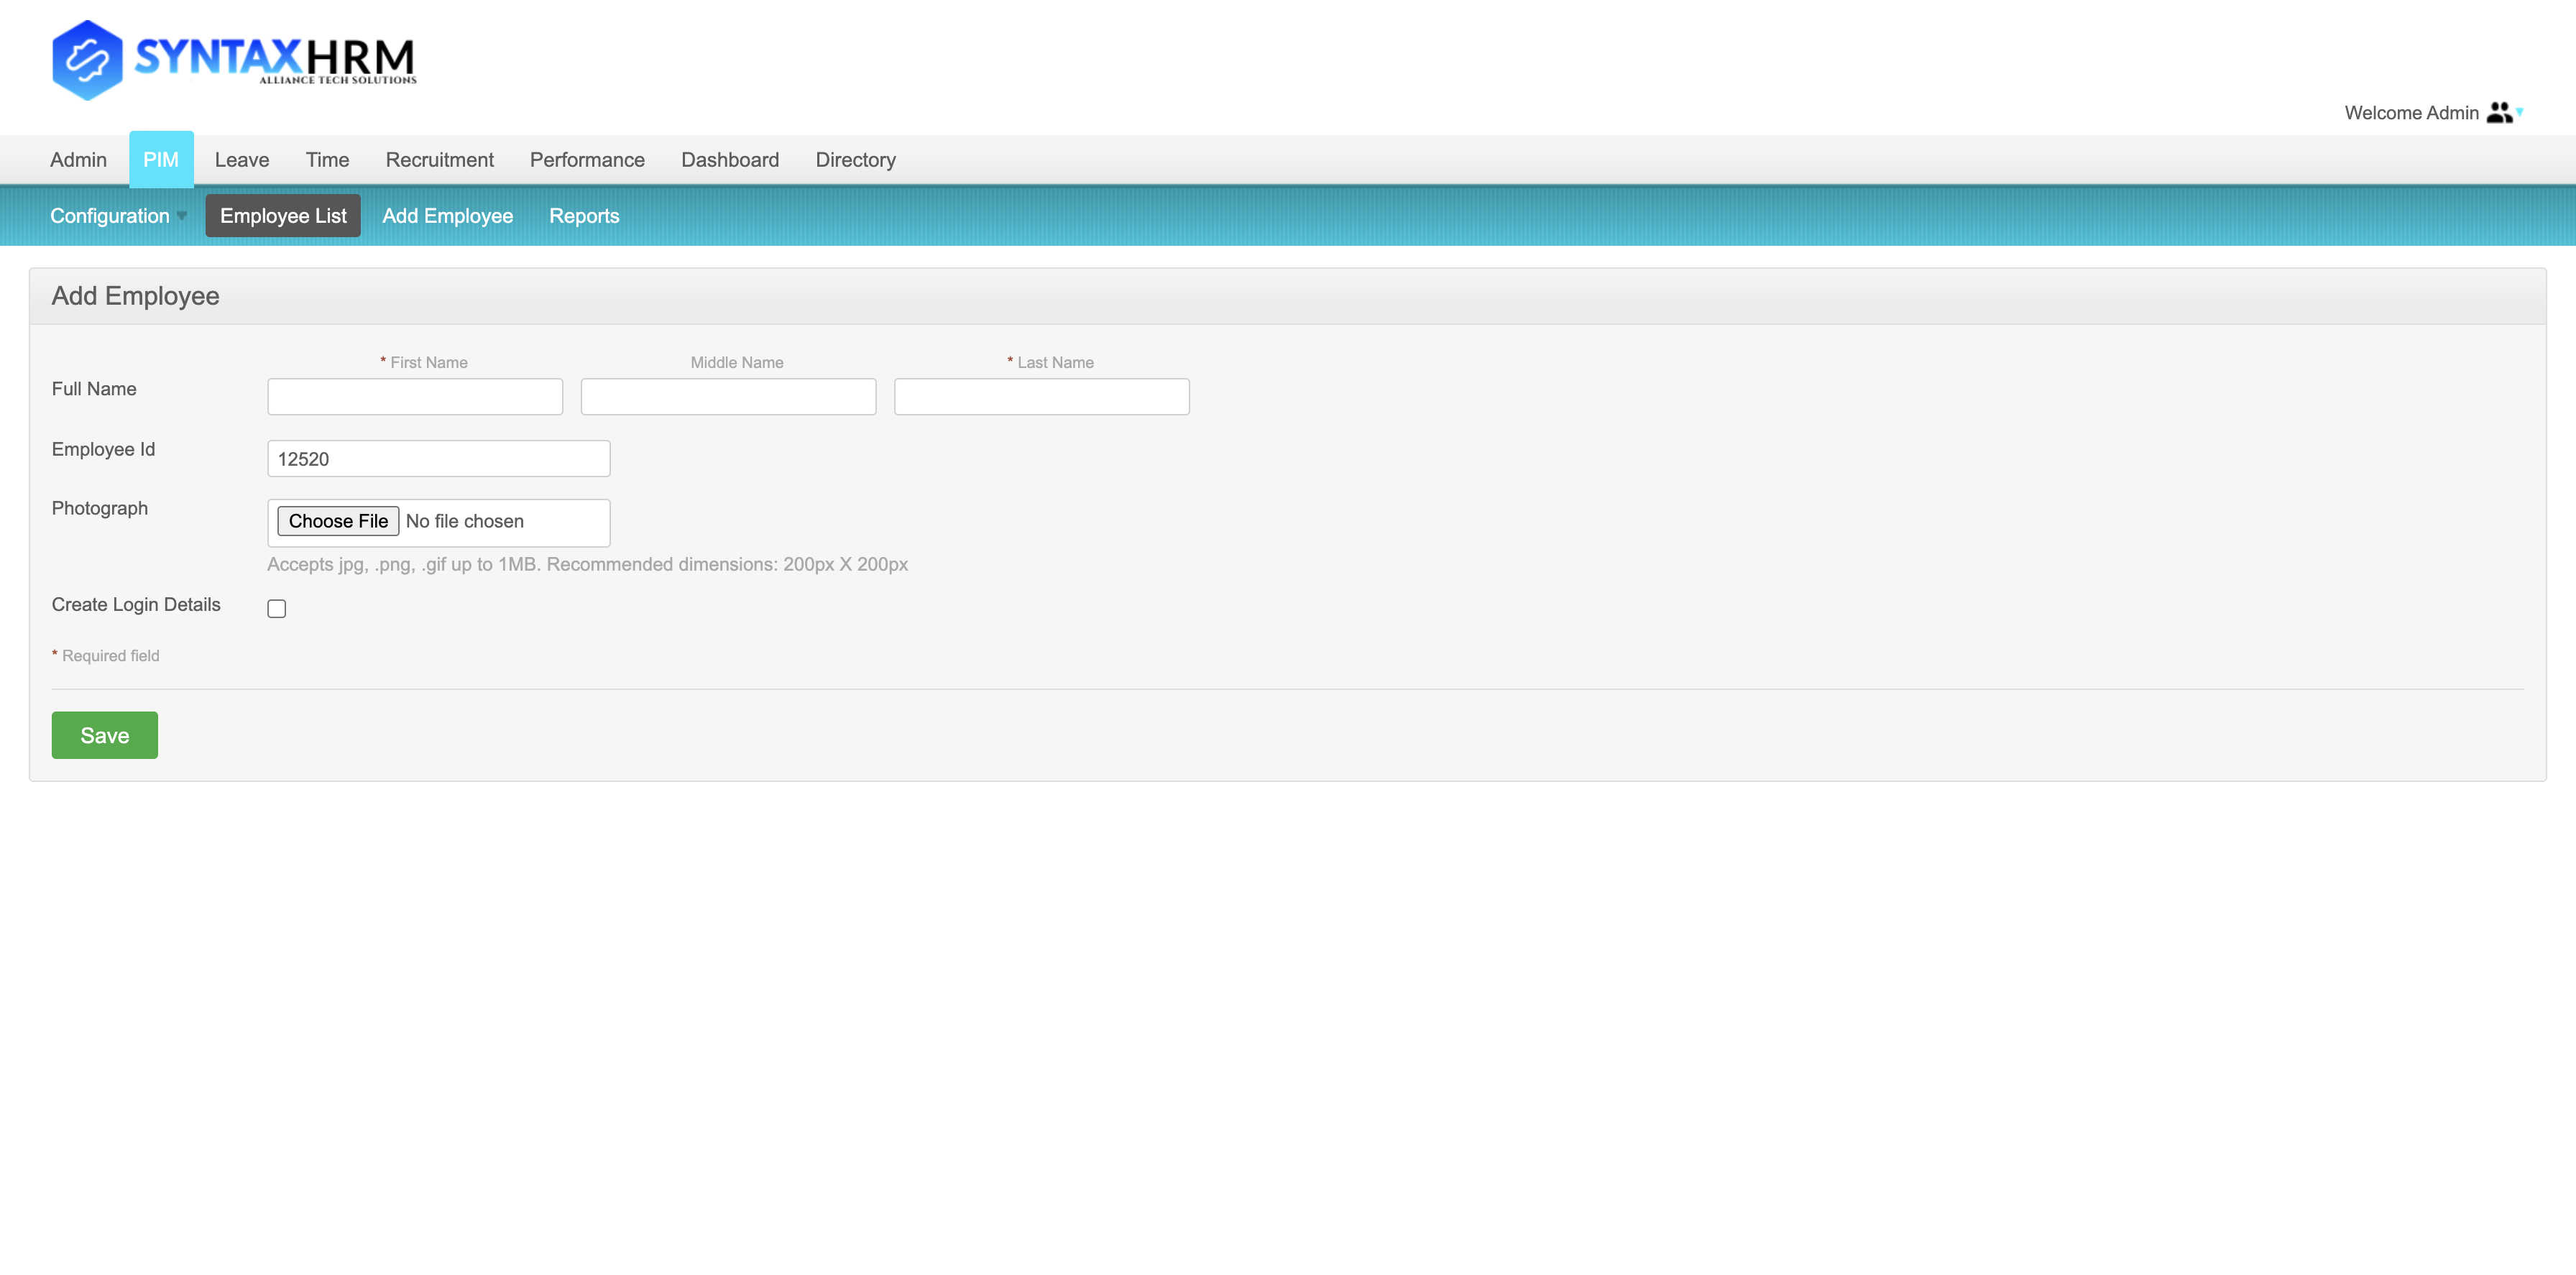 SYNTAXHRM
ALLIANCE TECH SOLUTIONS
Welcome Admin
Admin PIM Leave Time Recruitment Performance Dashboard Directory
Configuration Employee List Add Employee Reports
Add Employee
* First Name Middle Name * Last Name
Full Name
Employee Id 12520
Photograph Choose File No file chosen
Accepts jpg, .png, .gif up to 1MB. Recommended dimensions: 200px X 200px
Create Login Details
* Required field
Save